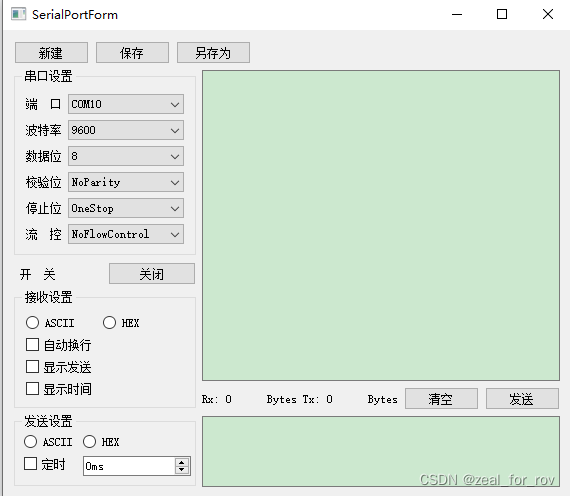 SerialPortForm
新建 保存 另存为
串口设置
端 口 COM10
波特率 9600
数据位 8
校验位 NoParity
停止位 OneStop
流 控 NoFlowControl
开 关 关闭
接收设置
ASCII HEX
自动换行
显示发送
显示时间
Rx: 0 Bytes Tx: 0 Bytes 清空 发送
发送设置
ASCII HEX
定时 0ms
CSDN @zeal_for_rov